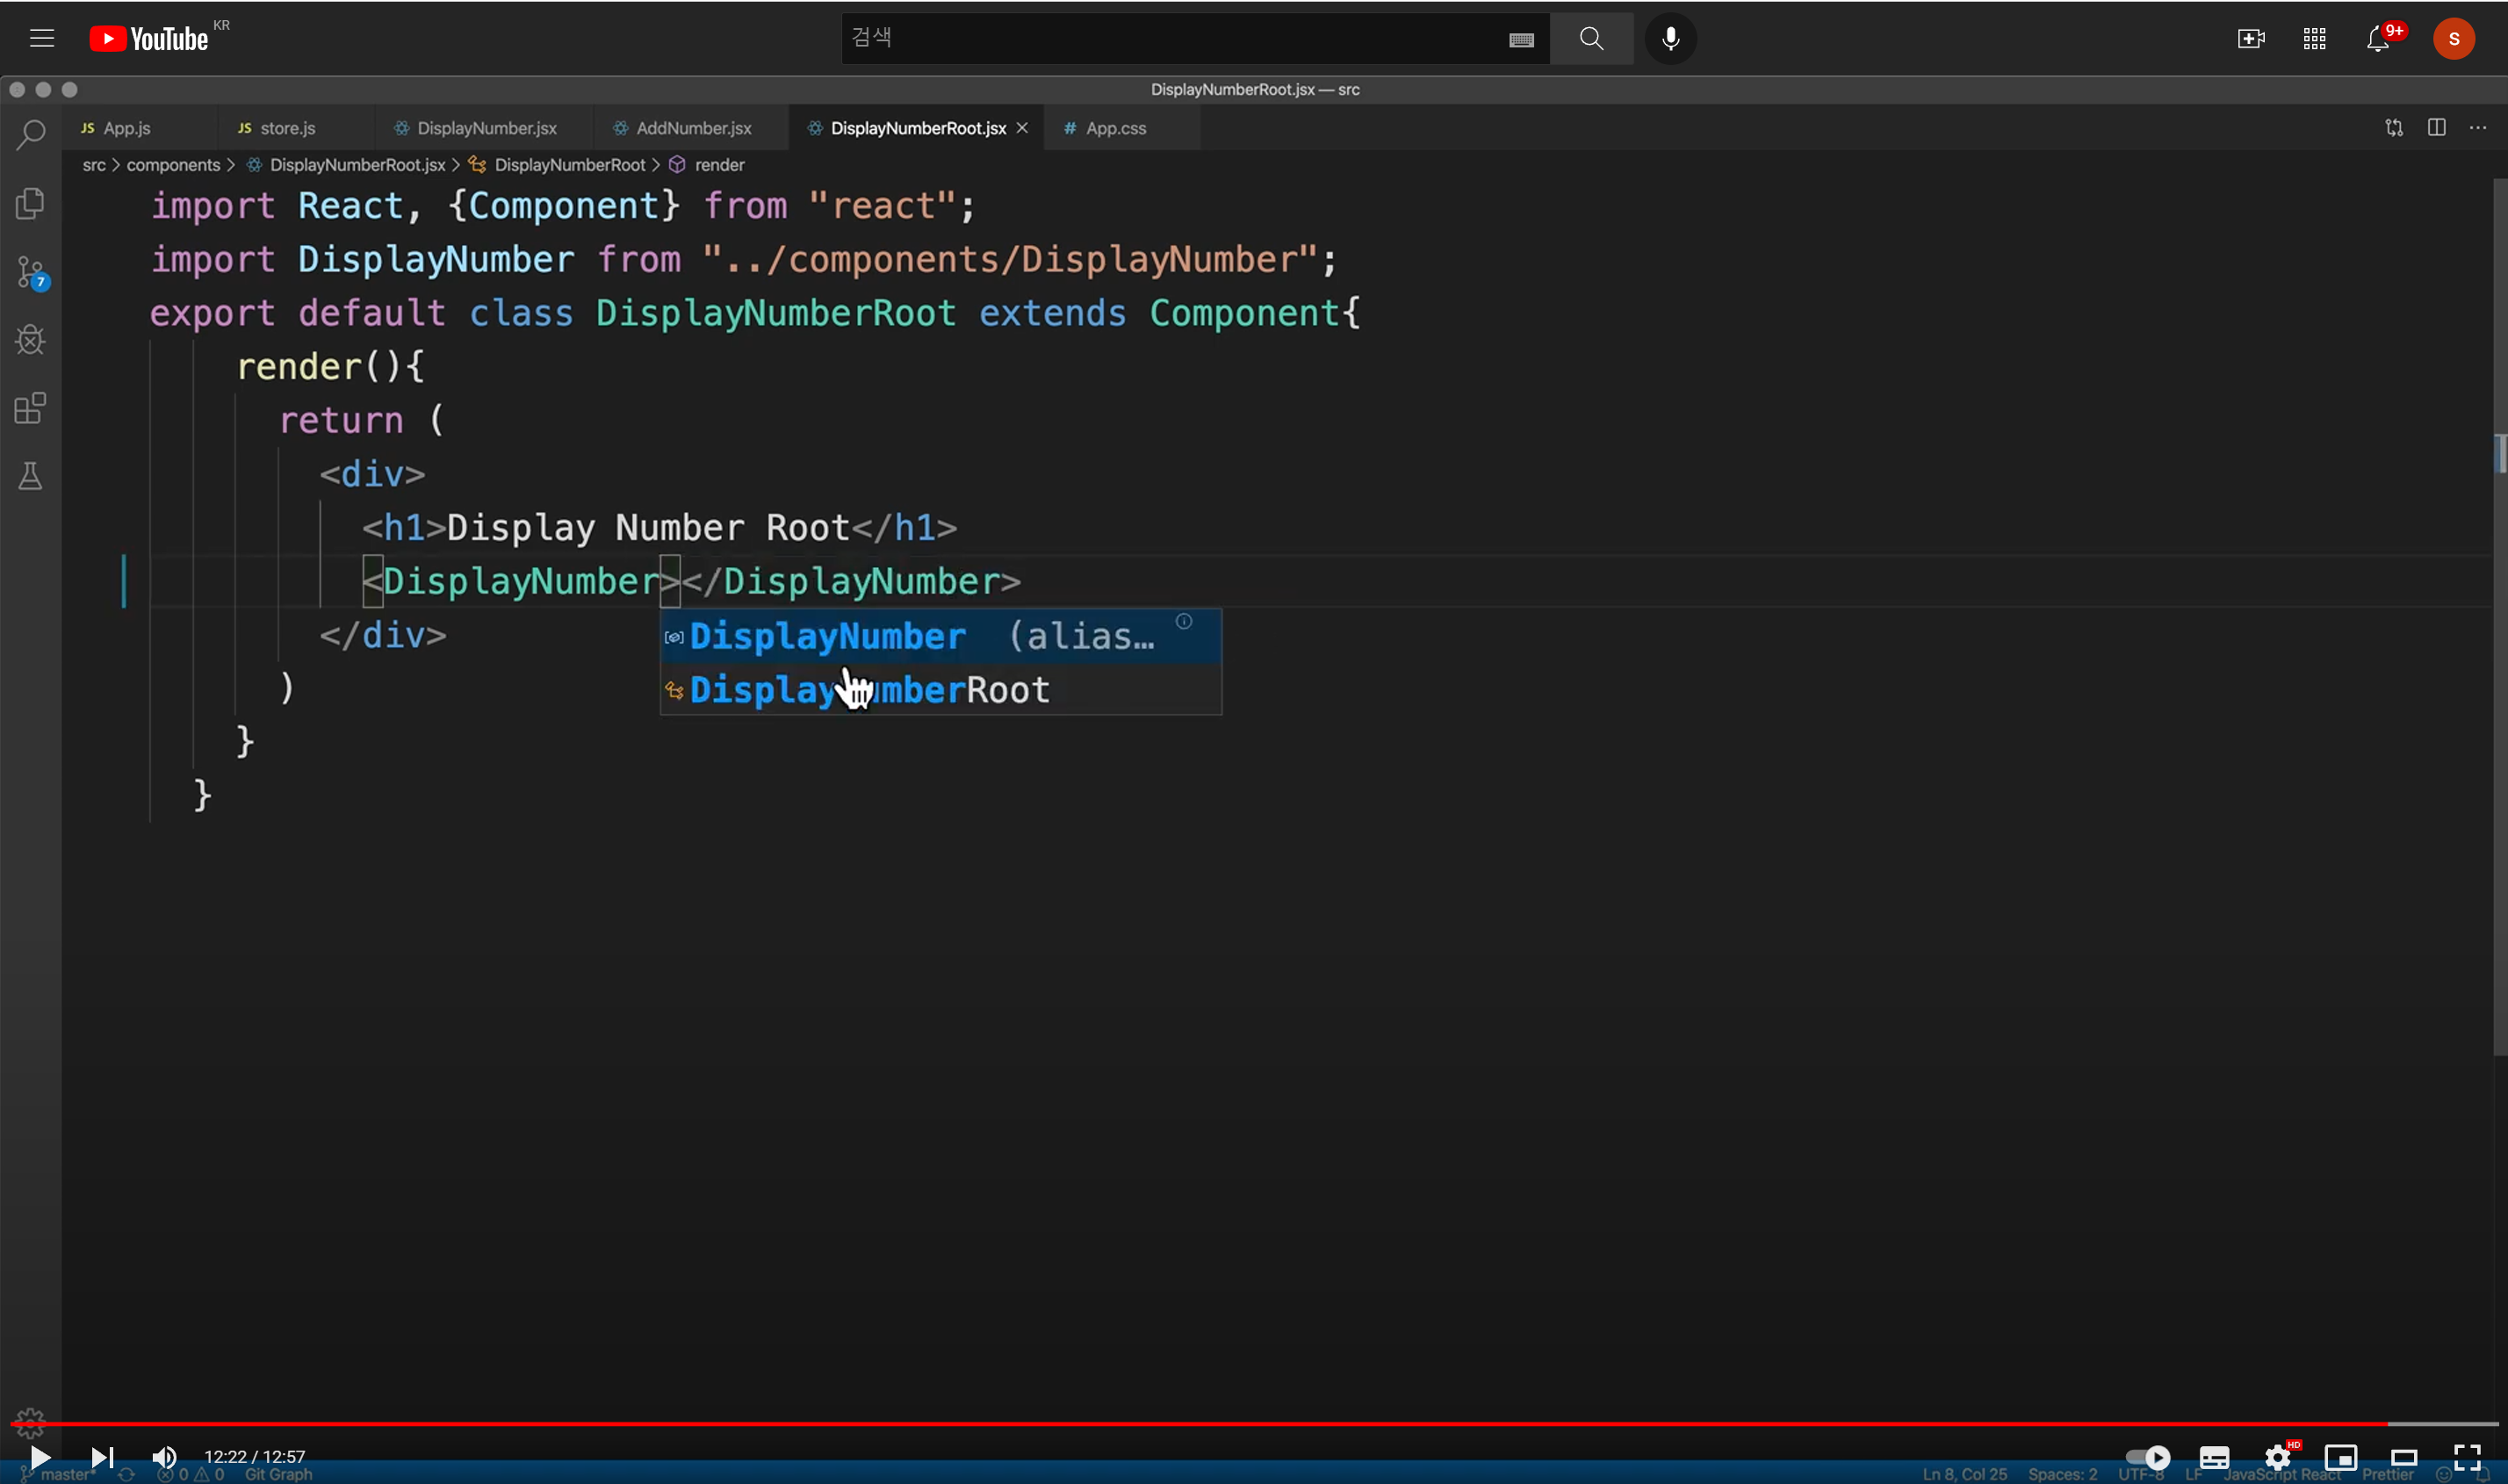 YouTube KR
검색
9+
S
DisplayNumberRoot.jsx — src
JS App.js JS store.js DisplayNumber.jsx AddNumber.jsx DisplayNumberRoot.jsx # App.css
src > components > DisplayNumberRoot.jsx > DisplayNumberRoot > render
import React, {Component} from "react";
import DisplayNumber from "../components/DisplayNumber";
export default class DisplayNumberRoot extends Component{
render(){
return (
<div>
<h1>Display Number Root</h1>
<DisplayNumber></DisplayNumber>
</div>
DisplayNumber (alias…
)
DisplayNumberRoot
}
}
7
12:22 / 12:57
HD
master* 0 0 Git Graph Ln 8, Col 25 Spaces: 2 UTF-8 LF JavaScript React Prettier